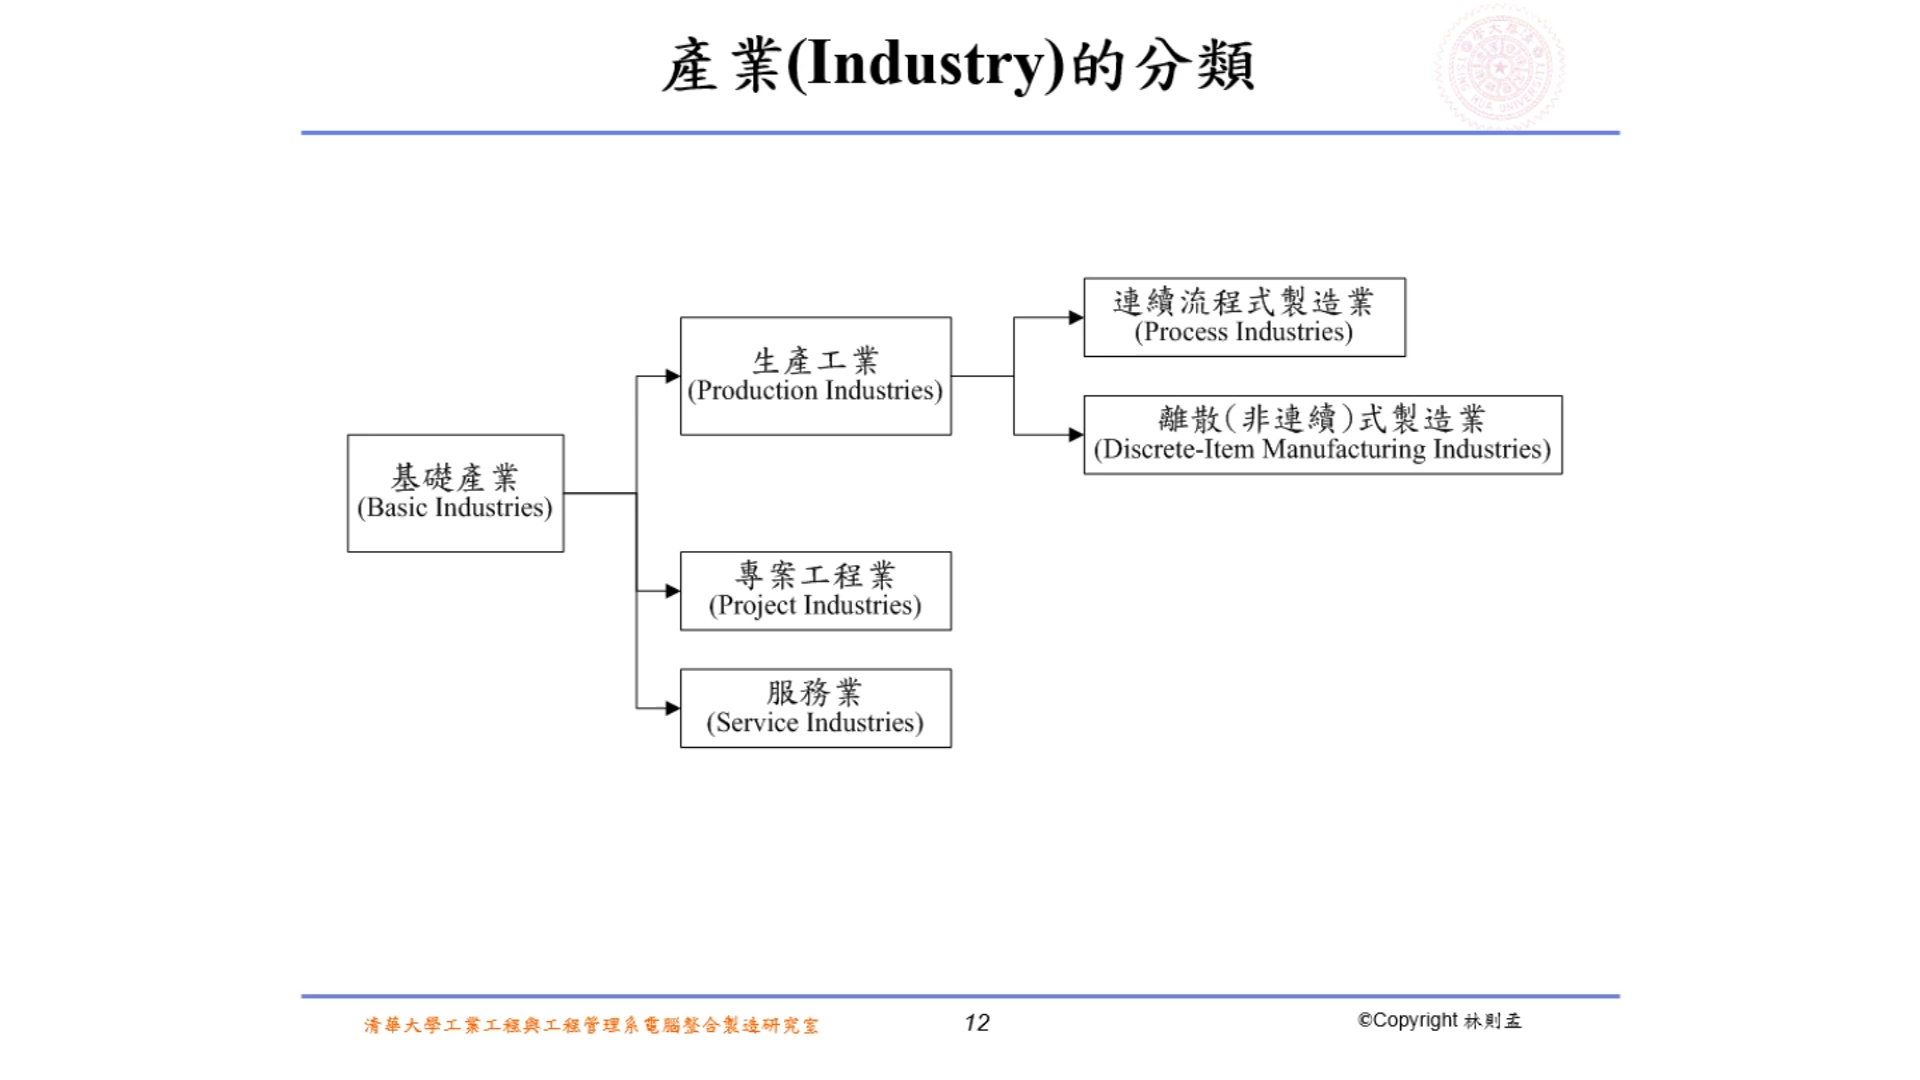 產業(Industry)的分類
連續流程式製造業
(Process Industries)
生產工業
(Production Industries)
離散(非連續)式製造業
(Discrete-Item Manufacturing Industries)
基礎產業
(Basic Industries)
專案工程業
(Project Industries)
服務業
(Service Industries)
清華大學工業工程與工程管理系電腦整合製造研究室
12
©Copyright 林則孟